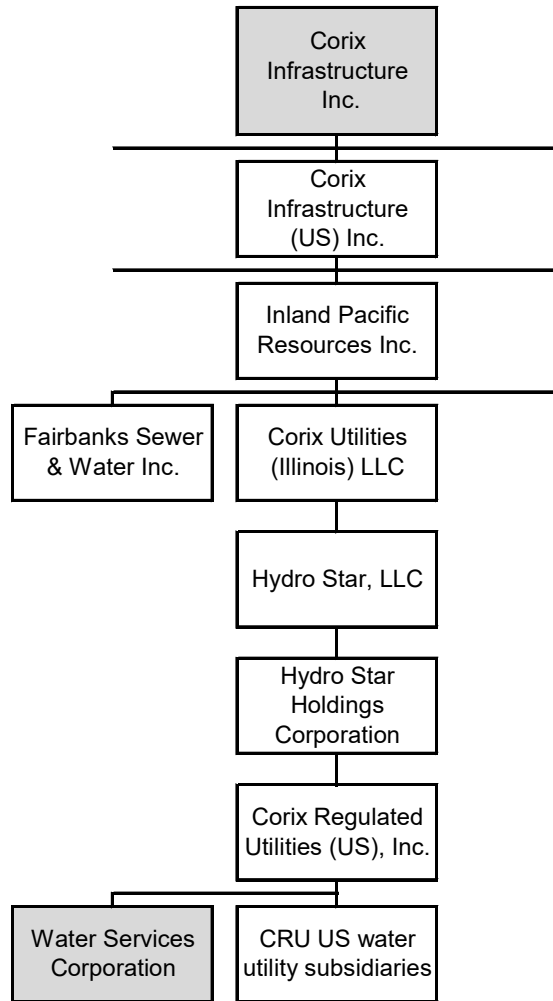 Corix
Infrastructure
Inc.
Corix
Infrastructure
(US) Inc.
Inland Pacific
Resources Inc.
Fairbanks Sewer
& Water Inc.
Corix Utilities
(Illinois) LLC
Hydro Star, LLC
Hydro Star
Holdings
Corporation
Corix Regulated
Utilities (US), Inc.
Water Services
Corporation
CRU US water
utility subsidiaries